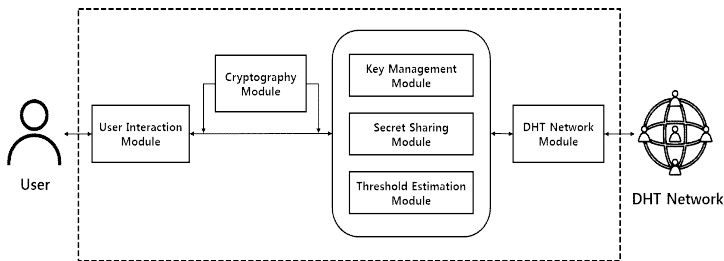 User
User Interaction
Module
Cryptography
Module
Key Management
Module
Secret Sharing
Module
Threshold Estimation
Module
DHT Network
Module
DHT Network